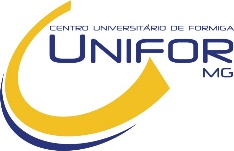 CENTRO UNIVERSITÁRIO DE FORMIGA
UNIFOR
MG